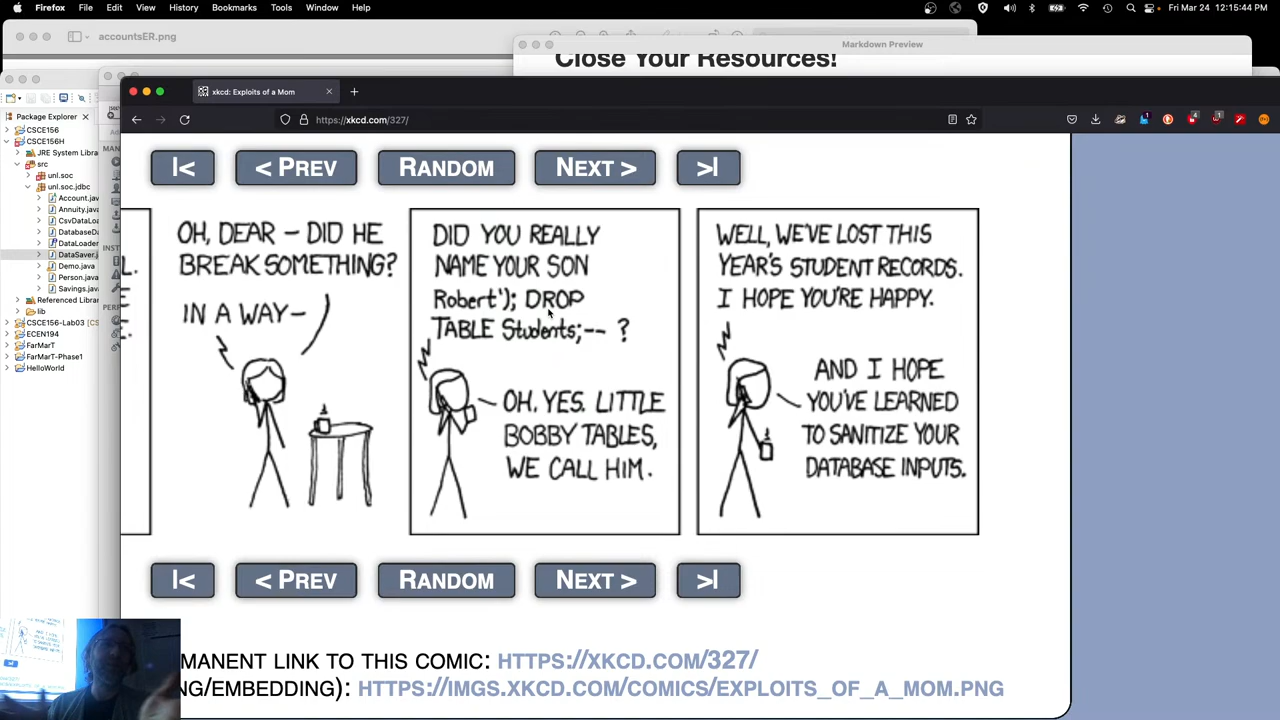 Firefox File Edit View History Bookmarks Tools Window Help
Fri Mar 24 12:15:44 PM
accountsER.png
Markdown Preview
Close Your Resources!
xkcd: Exploits of a Mom
https://xkcd.com/327/
Package Explorer
CSCE156
CSCE156H
JRE System Libra
src
unl.soc
unl.soc.jdbc
Account.jav
Annuity.java
CsvDataLoa
DatabaseDa
DataLoader
DataSaver.j
Demo.java
Person.java
Savings.java
Referenced Librar
lib
CSCE156-Lab03 [CS
ECEN194
FarMarT
FarMarT-Phase1
HelloWorld
|< < PREV RANDOM NEXT > >|
OH, DEAR – DID HE
BREAK SOMETHING?
IN A WAY–
DID YOU REALLY
NAME YOUR SON
Robert'); DROP
TABLE Students;-- ?
OH. YES. LITTLE
BOBBY TABLES,
WE CALL HIM.
WELL, WE'VE LOST THIS
YEAR'S STUDENT RECORDS.
I HOPE YOU'RE HAPPY.
AND I HOPE
YOU'VE LEARNED
TO SANITIZE YOUR
DATABASE INPUTS.
|< < PREV RANDOM NEXT > >|
MANENT LINK TO THIS COMIC: HTTPS://XKCD.COM/327/
NG/EMBEDDING): HTTPS://IMGS.XKCD.COM/COMICS/EXPLOITS_OF_A_MOM.PNG